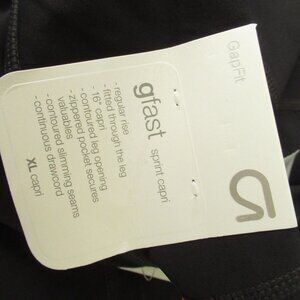 GapFit
gfast
sprint capri
- regular rise
- fitted through the leg
- 16" capri
- contoured leg opening
- zippered pocket secures
valuables
- contoured slimming seams
- continuous drawcord
XL capri